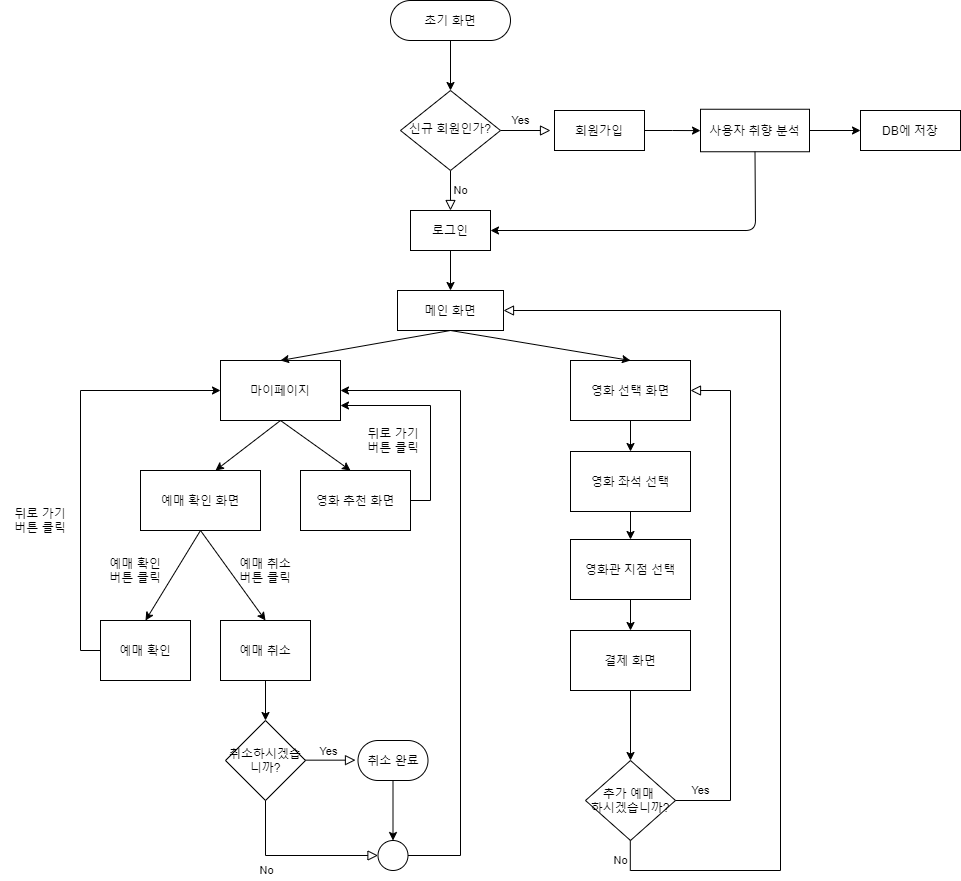 초기 화면
신규 회원인가?
Yes
회원가입
사용자 취향 분석
DB에 저장
No
로그인
메인 화면
마이페이지
영화 선택 화면
뒤로 가기
버튼 클릭
예매 확인 화면
영화 추천 화면
영화 좌석 선택
뒤로 가기
버튼 클릭
예매 확인
버튼 클릭
예매 취소
버튼 클릭
영화관 지점 선택
예매 확인
예매 취소
결제 화면
취소하시겠습
니까?
Yes
취소 완료
추가 예매
하시겠습니까?
Yes
No
No